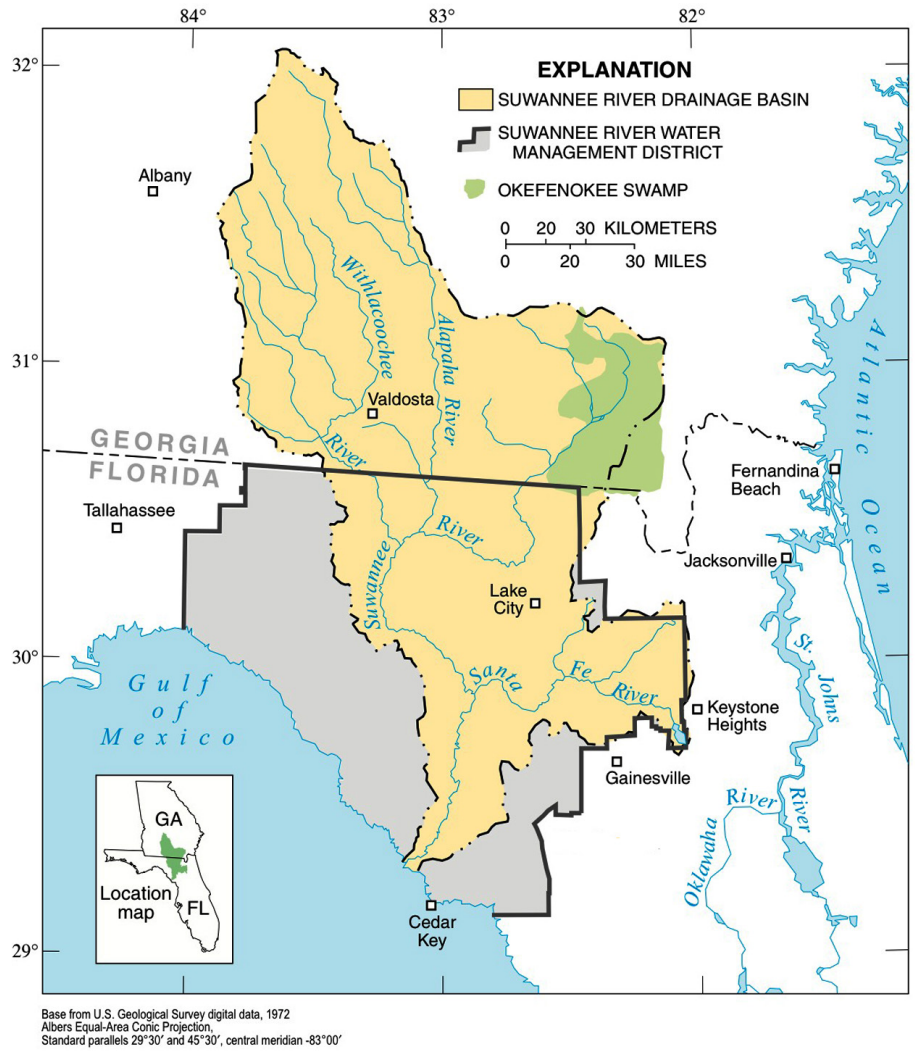 84°
83°
82°
32°
31°
30°
29°
EXPLANATION
SUWANNEE RIVER DRAINAGE BASIN
SUWANNEE RIVER WATER
MANAGEMENT DISTRICT
OKEFENOKEE SWAMP
0 20 30 KILOMETERS
0 20 30 MILES
Albany
Withlacoochee
Alapaha River
Valdosta
River
GEORGIA
FLORIDA
Tallahassee
Atlantic Ocean
Fernandina
Beach
Jacksonville
River
Suwannee
Lake
City
Santa Fe River
St. Johns River
Keystone
Heights
Gainesville
Gulf
of
Mexico
Oklawaha River
Cedar
Key
GA
Location
map
FL
Base from U.S. Geological Survey digital data, 1972
Albers Equal-Area Conic Projection,
Standard parallels 29°30′ and 45°30′, central meridian -83°00′